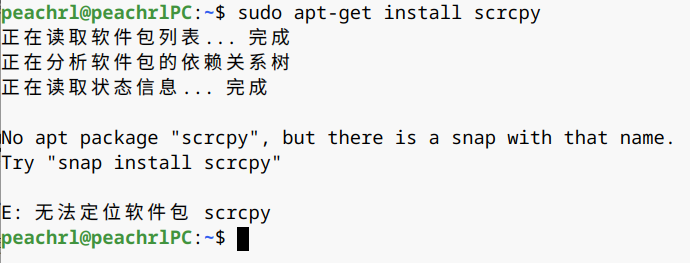 peachrl@peachrlPC:~$ sudo apt-get install scrcpy
正在读取软件包列表... 完成
正在分析软件包的依赖关系树
正在读取状态信息... 完成
No apt package "scrcpy", but there is a snap with that name.
Try "snap install scrcpy"
E: 无法定位软件包 scrcpy
peachrl@peachrlPC:~$